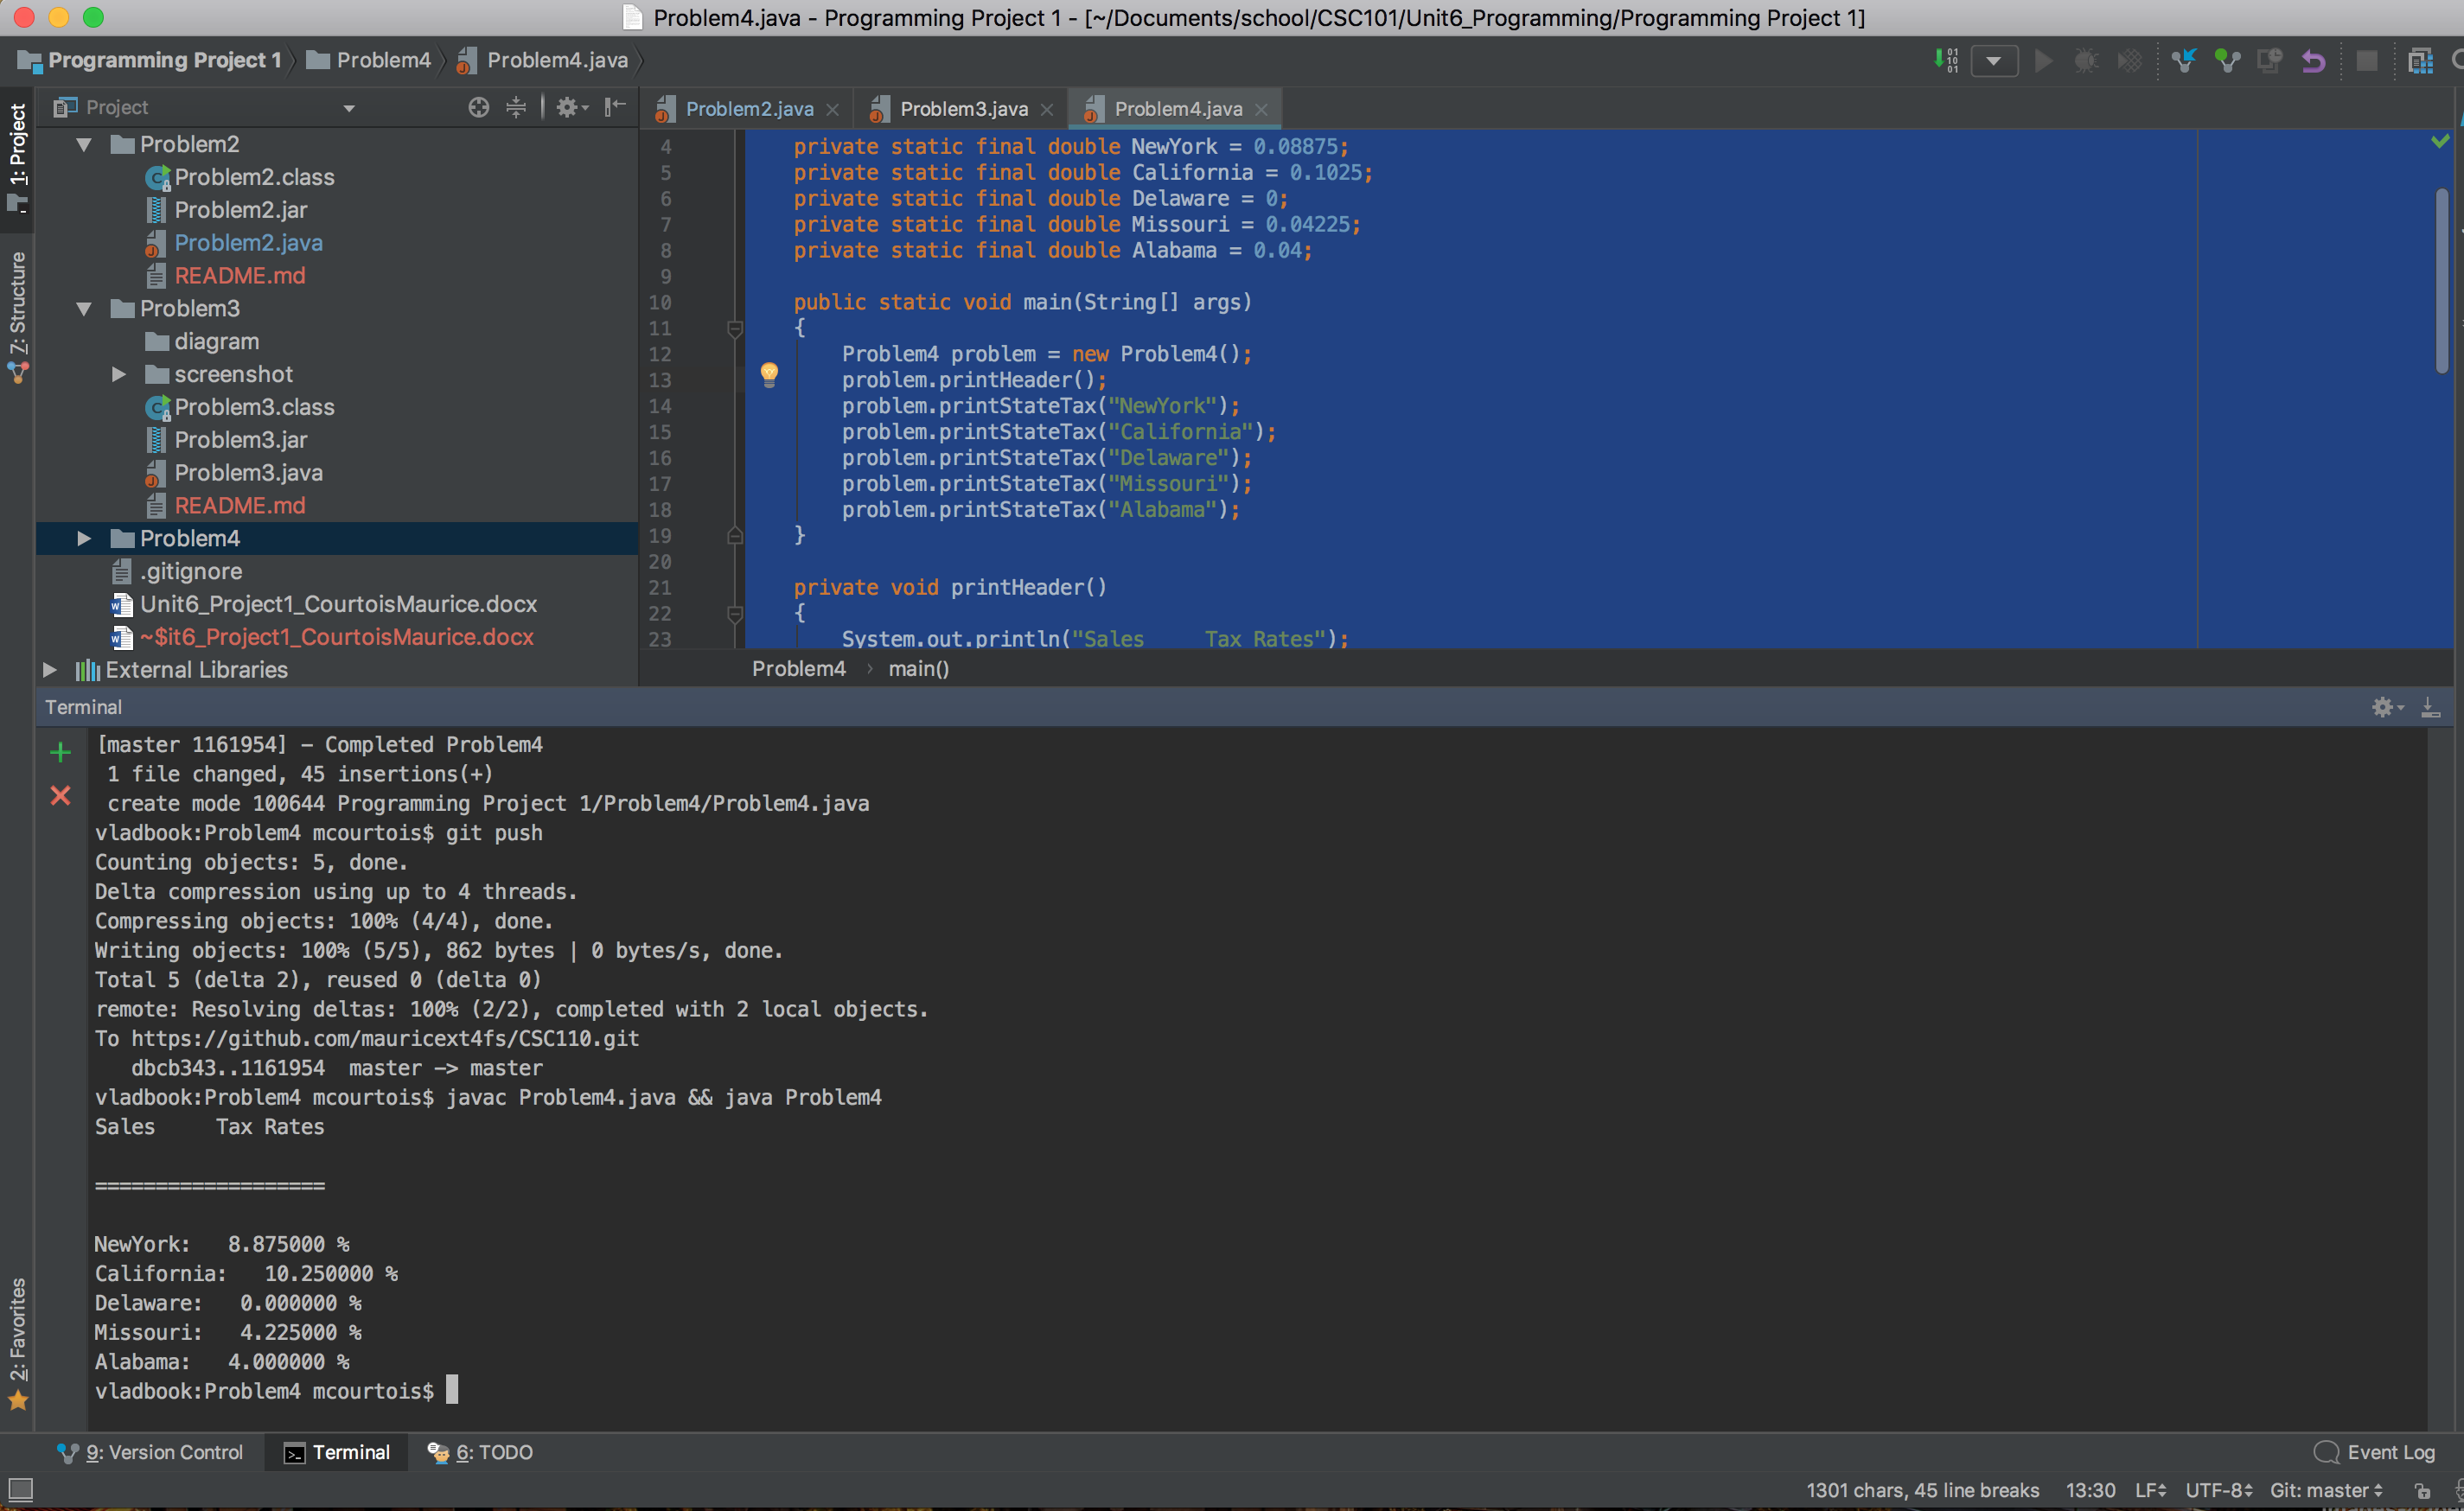 Problem4.java - Programming Project 1 - [~/Documents/school/CSC101/Unit6_Programming/Programming Project 1]
Programming Project 1 Problem4 Problem4.java
1: Project
7: Structure
2: Favorites
Project
Problem2
Problem2.class
Problem2.jar
Problem2.java
README.md
Problem3
diagram
screenshot
Problem3.class
Problem3.jar
Problem3.java
README.md
Problem4
.gitignore
Unit6_Project1_CourtoisMaurice.docx
~$it6_Project1_CourtoisMaurice.docx
External Libraries
Problem2.java Problem3.java Problem4.java
4 private static final double NewYork = 0.08875;
5 private static final double California = 0.1025;
6 private static final double Delaware = 0;
7 private static final double Missouri = 0.04225;
8 private static final double Alabama = 0.04;
9
10 public static void main(String[] args)
11 {
12 Problem4 problem = new Problem4();
13 problem.printHeader();
14 problem.printStateTax("NewYork");
15 problem.printStateTax("California");
16 problem.printStateTax("Delaware");
17 problem.printStateTax("Missouri");
18 problem.printStateTax("Alabama");
19 }
20
21 private void printHeader()
22 {
23 System.out.println("Sales     Tax Rates");
Problem4 › main()
Terminal
[master 1161954] – Completed Problem4
1 file changed, 45 insertions(+)
create mode 100644 Programming Project 1/Problem4/Problem4.java
vladbook:Problem4 mcourtois$ git push
Counting objects: 5, done.
Delta compression using up to 4 threads.
Compressing objects: 100% (4/4), done.
Writing objects: 100% (5/5), 862 bytes | 0 bytes/s, done.
Total 5 (delta 2), reused 0 (delta 0)
remote: Resolving deltas: 100% (2/2), completed with 2 local objects.
To https://github.com/mauricext4fs/CSC110.git
dbcb343..1161954  master -> master
vladbook:Problem4 mcourtois$ javac Problem4.java && java Problem4
Sales     Tax Rates
===================
NewYork:   8.875000 %
California:   10.250000 %
Delaware:   0.000000 %
Missouri:   4.225000 %
Alabama:   4.000000 %
vladbook:Problem4 mcourtois$
9: Version Control Terminal 6: TODO Event Log
1301 chars, 45 line breaks 13:30 LF UTF-8 Git: master